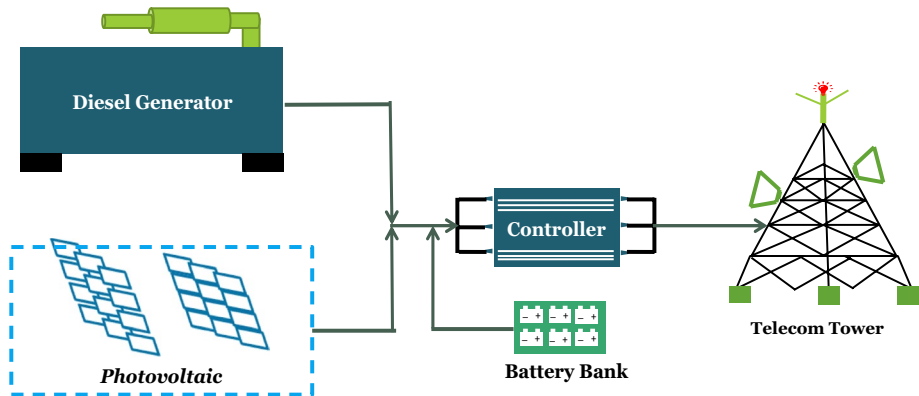 Diesel Generator
Controller
Photovoltaic
Battery Bank
Telecom Tower
− + − + − +
− + − + − +